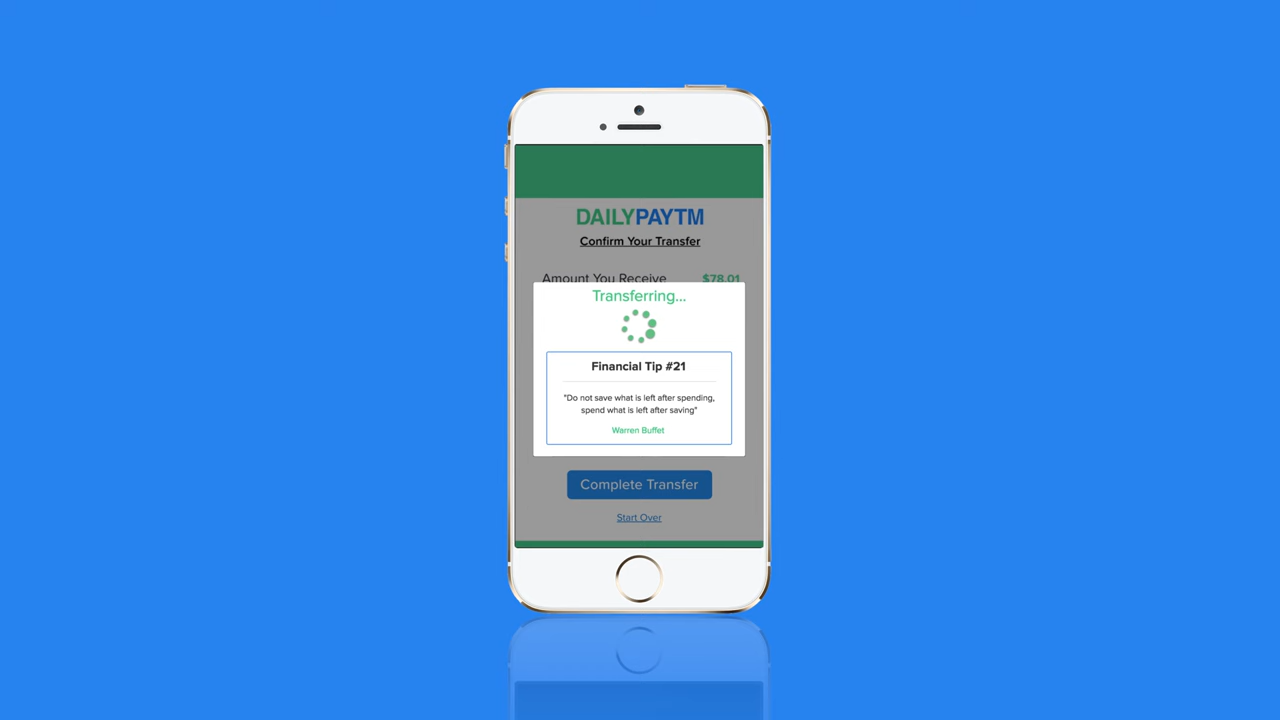 DAILYPAYTM
Confirm Your Transfer
Amount You Receive $78.01
Transferring...
Financial Tip #21
"Do not save what is left after spending,
spend what is left after saving"
Warren Buffet
Complete Transfer
Start Over